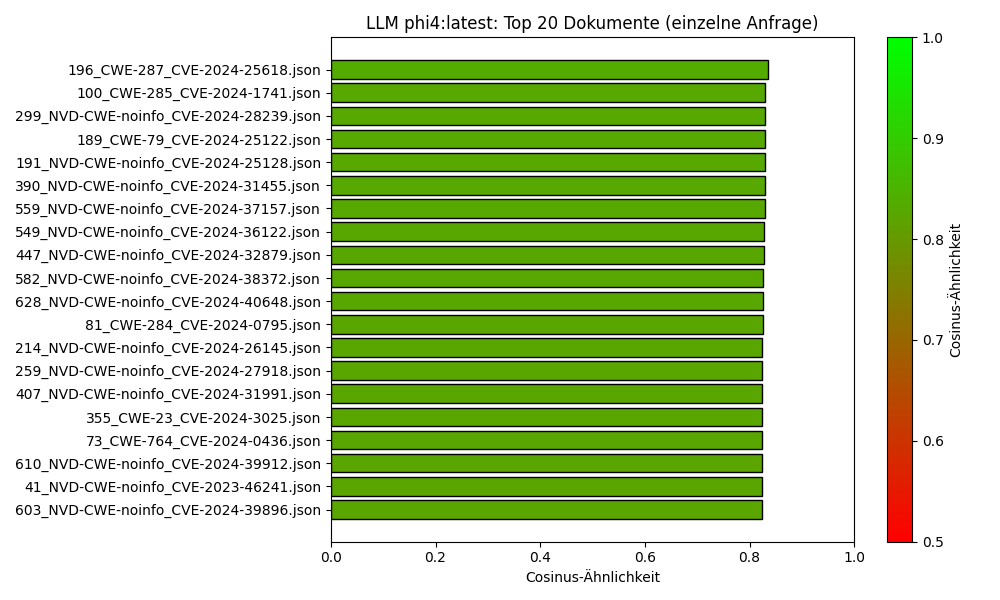 LLM phi4:latest: Top 20 Dokumente (einzelne Anfrage)
196_CWE-287_CVE-2024-25618.json
100_CWE-285_CVE-2024-1741.json
299_NVD-CWE-noinfo_CVE-2024-28239.json
189_CWE-79_CVE-2024-25122.json
191_NVD-CWE-noinfo_CVE-2024-25128.json
390_NVD-CWE-noinfo_CVE-2024-31455.json
559_NVD-CWE-noinfo_CVE-2024-37157.json
549_NVD-CWE-noinfo_CVE-2024-36122.json
447_NVD-CWE-noinfo_CVE-2024-32879.json
582_NVD-CWE-noinfo_CVE-2024-38372.json
628_NVD-CWE-noinfo_CVE-2024-40648.json
81_CWE-284_CVE-2024-0795.json
214_NVD-CWE-noinfo_CVE-2024-26145.json
259_NVD-CWE-noinfo_CVE-2024-27918.json
407_NVD-CWE-noinfo_CVE-2024-31991.json
355_CWE-23_CVE-2024-3025.json
73_CWE-764_CVE-2024-0436.json
610_NVD-CWE-noinfo_CVE-2024-39912.json
41_NVD-CWE-noinfo_CVE-2023-46241.json
603_NVD-CWE-noinfo_CVE-2024-39896.json
0.0 0.2 0.4 0.6 0.8 1.0
Cosinus-Ähnlichkeit
1.0
0.9
0.8
0.7
0.6
0.5
Cosinus-Ähnlichkeit